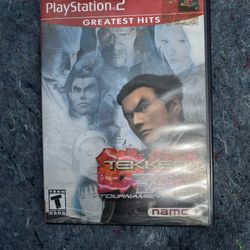 PlayStation 2
GREATEST HITS
TEKKEN
TAG
TOURNAMENT
T
namco